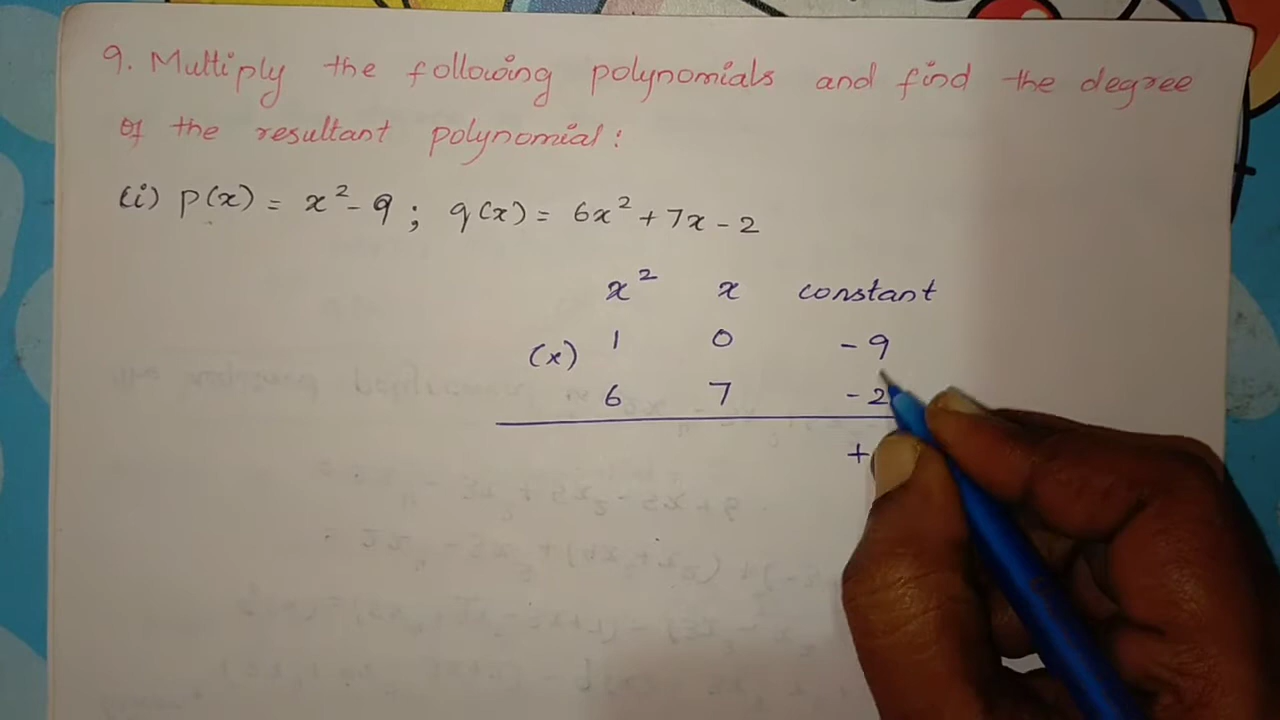 9. Multiply the following polynomials and find the degree
of the resultant polynomial:
(i) p(x) = x² - 9 ; q(x) = 6x² + 7x - 2
x² x constant
(x) 1 0 - 9
6 7 - 2
+